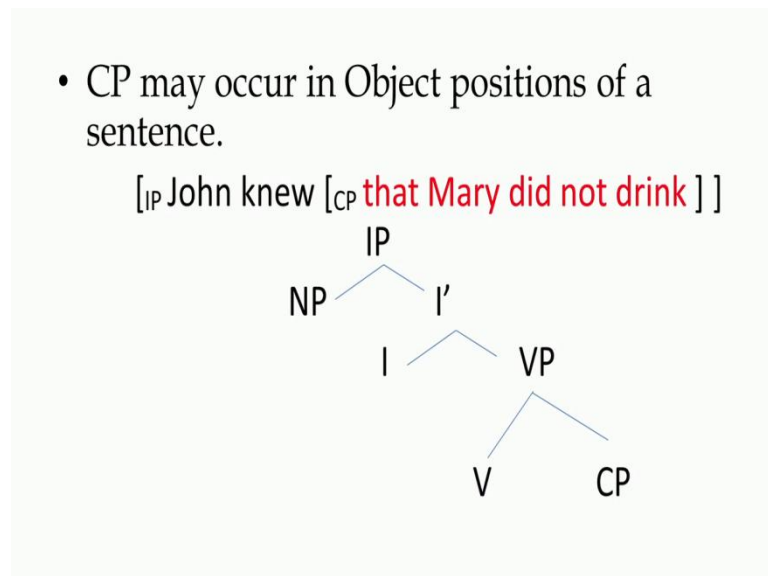 • CP may occur in Object positions of a
sentence.
[IP John knew [CP that Mary did not drink ] ]
IP
NP I’
I VP
V CP